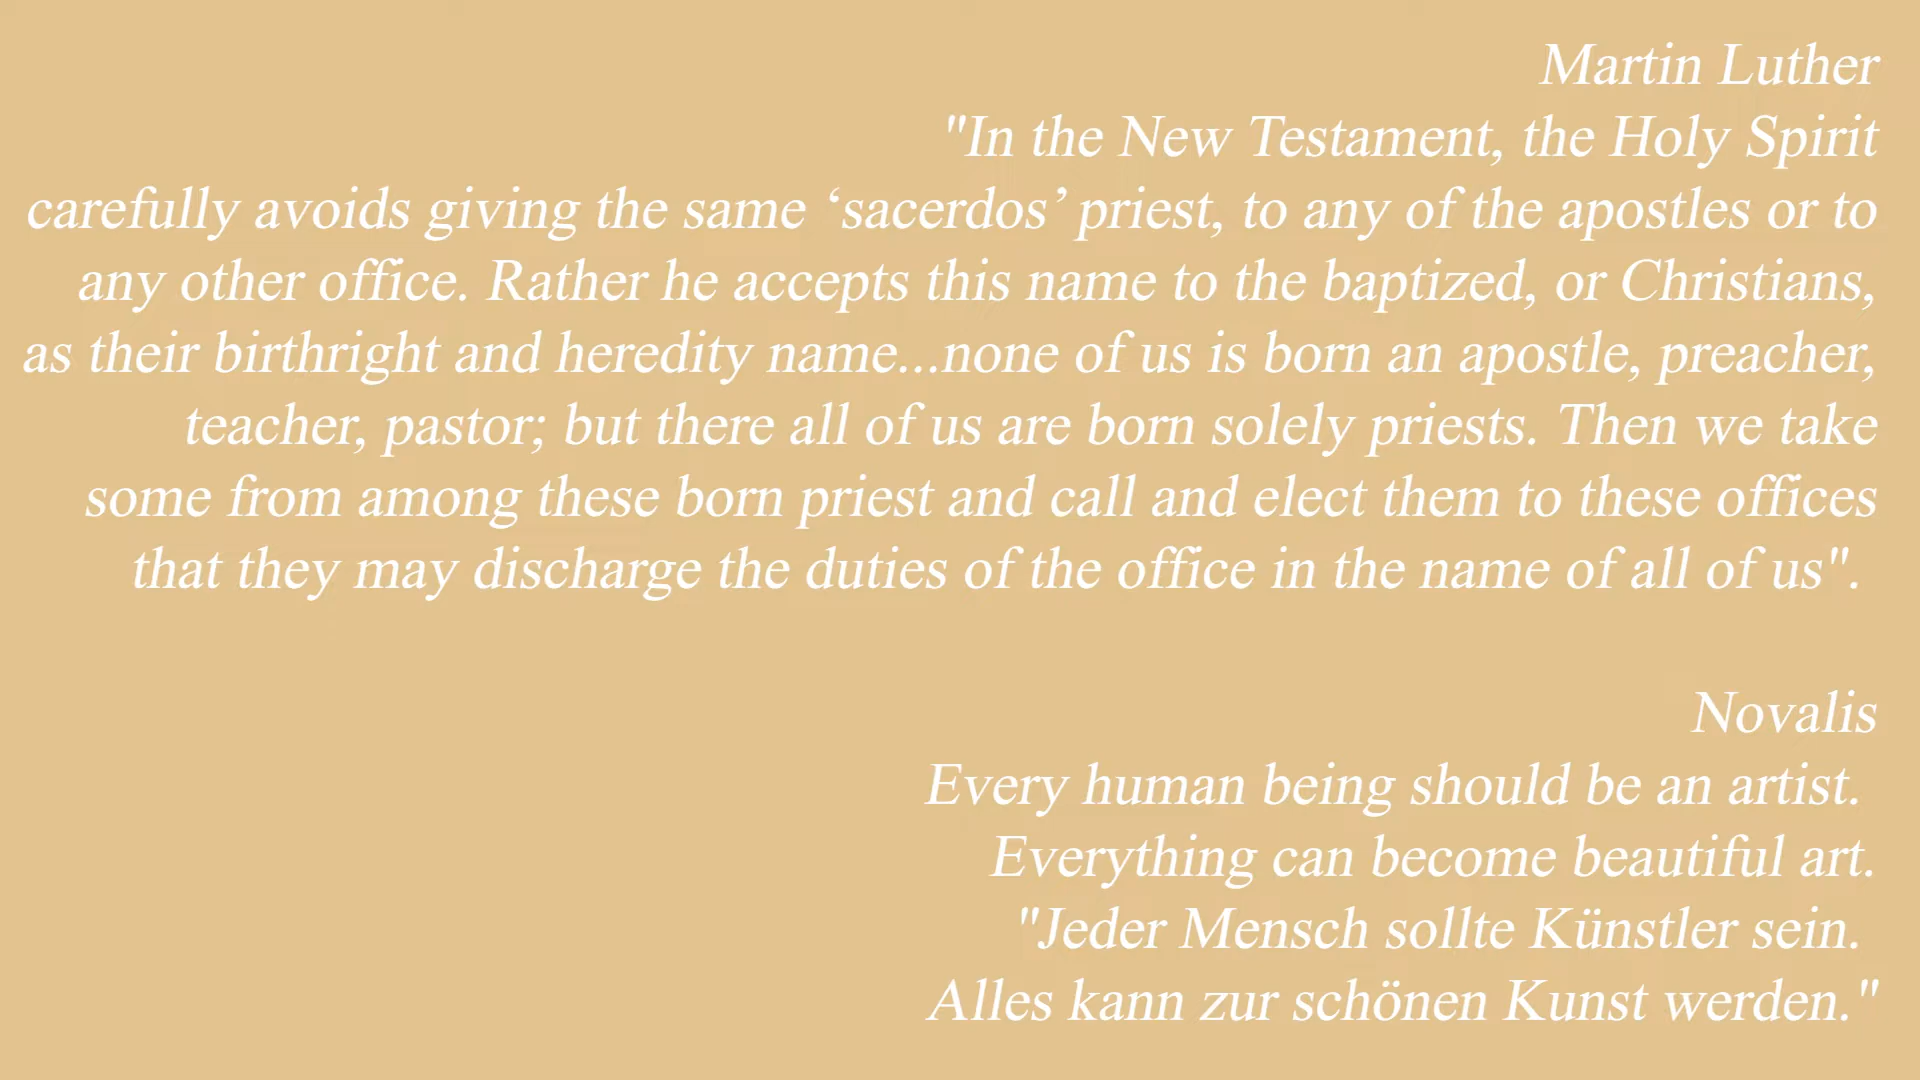 Martin Luther
"In the New Testament, the Holy Spirit
carefully avoids giving the same ‘sacerdos’ priest, to any of the apostles or to
any other office. Rather he accepts this name to the baptized, or Christians,
as their birthright and heredity name...none of us is born an apostle, preacher,
teacher, pastor; but there all of us are born solely priests. Then we take
some from among these born priest and call and elect them to these offices
that they may discharge the duties of the office in the name of all of us".
Novalis
Every human being should be an artist.
Everything can become beautiful art.
"Jeder Mensch sollte Künstler sein.
Alles kann zur schönen Kunst werden."